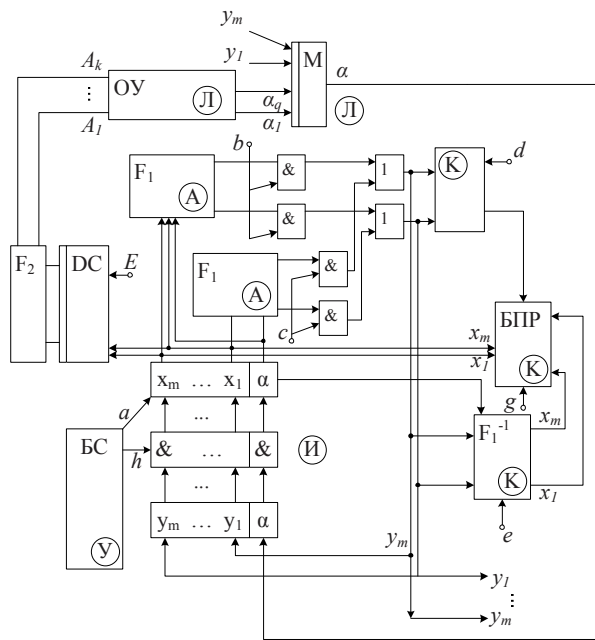 y_m
y_1
M
α
A_k
⋮
A_1
ОУ
Л
α_q
α_1
Л
b
F_1
А
&
&
1
1
К
d
F_1
А
&
&
c
F_2
DC
E
БПР
К
x_m
x_1
g
x_m … x_1 α
a
...
БС
У
h
& … &
&
И
F_1^-1
К
x_m
x_1
e
...
y_m … y_1 α
y_m
y_1
⋮
y_m